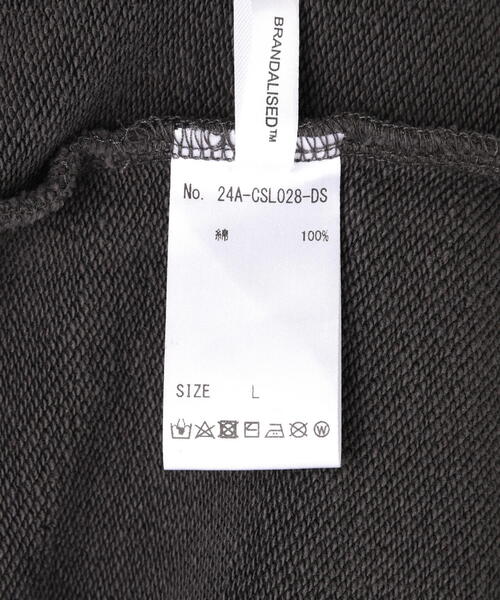 BRANDALISED™
No. 24A-CSL028-DS
綿 100%
SIZE L
W